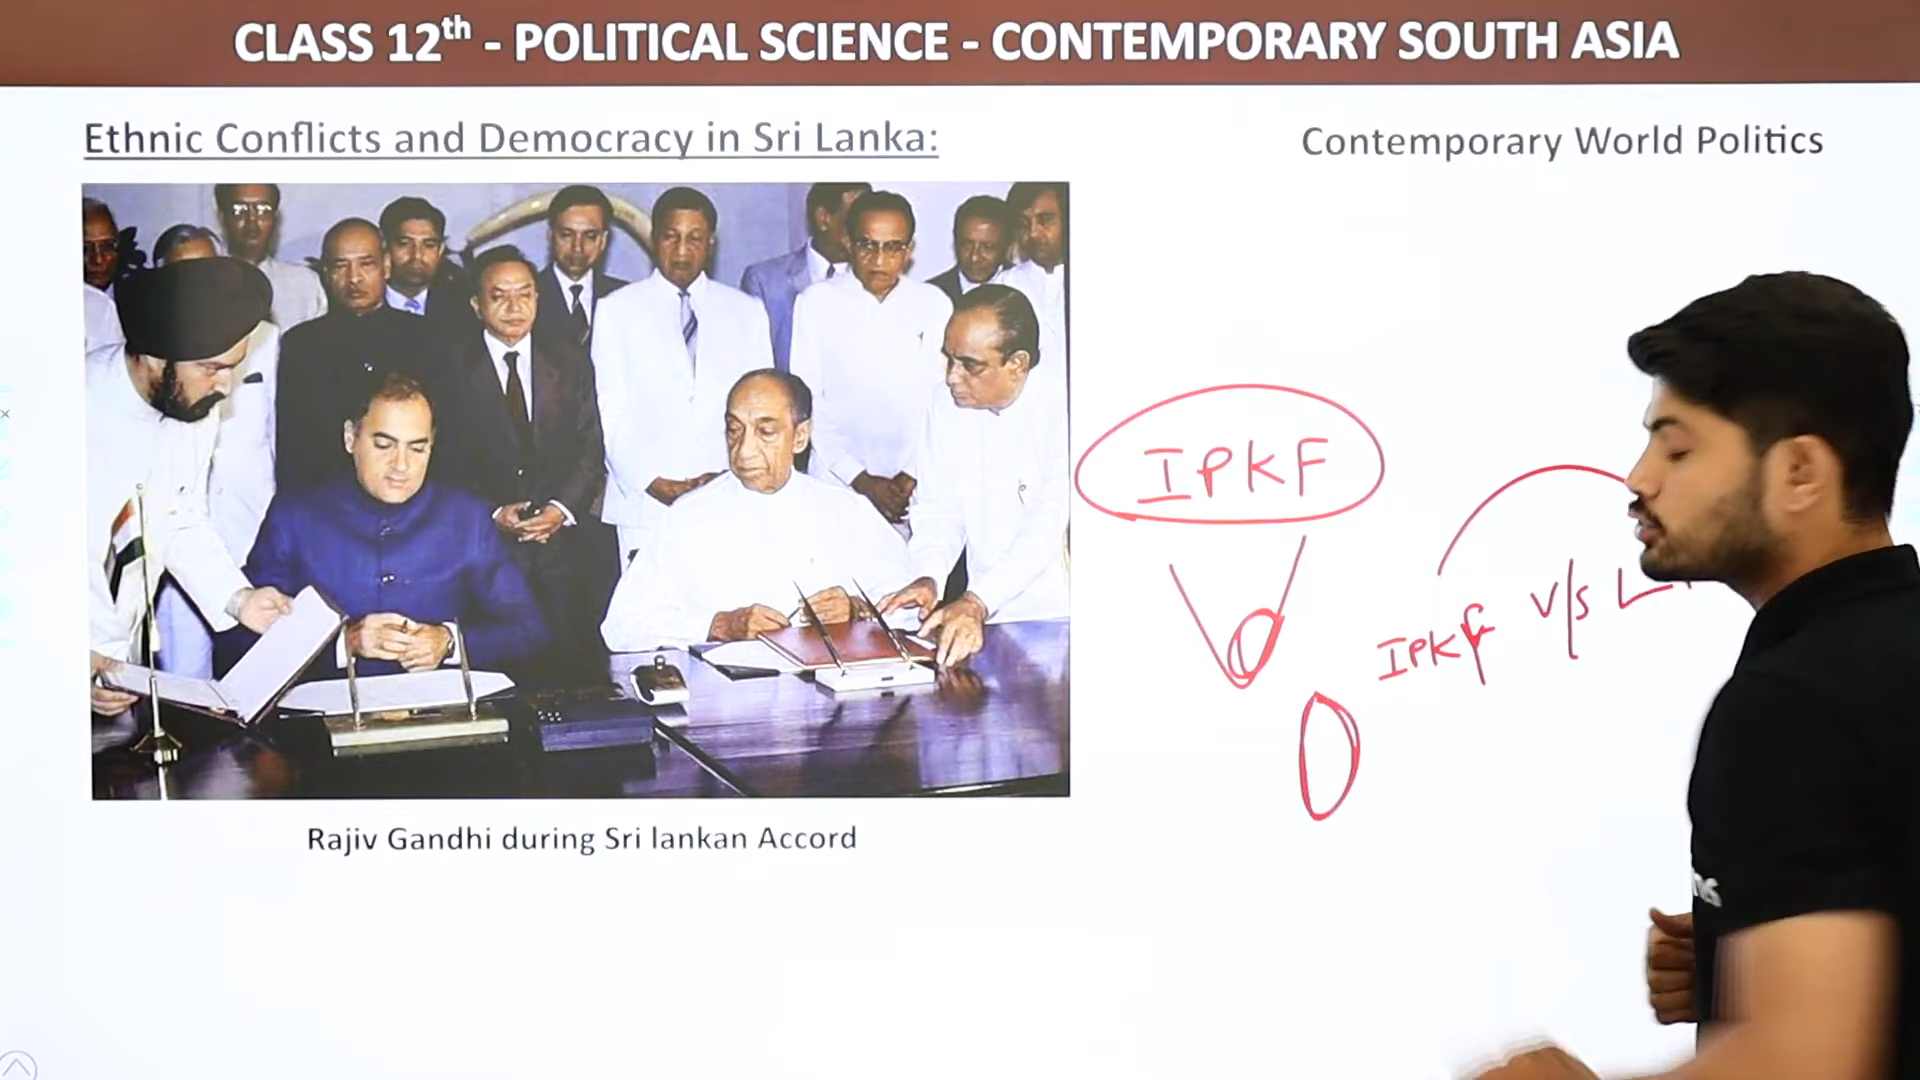 CLASS 12th - POLITICAL SCIENCE - CONTEMPORARY SOUTH ASIA
Ethnic Conflicts and Democracy in Sri Lanka:
Contemporary World Politics
IPKF
IPKF v/s L
Rajiv Gandhi during Sri lankan Accord